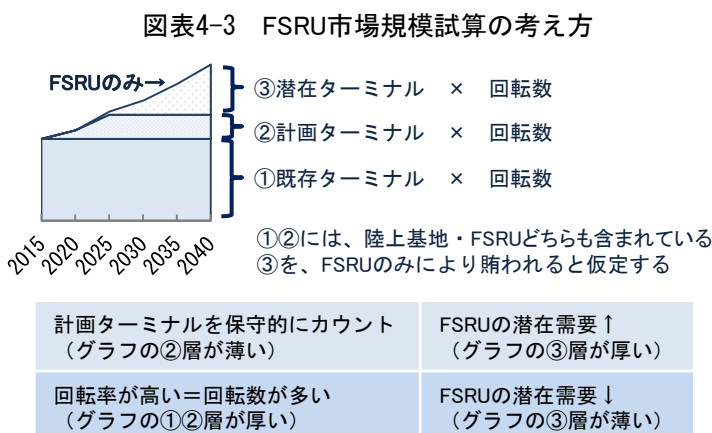 図表4-3　FSRU市場規模試算の考え方
FSRUのみ→
③潜在ターミナル　×　回転数
②計画ターミナル　×　回転数
①既存ターミナル　×　回転数
2015
2020
2025
2030
2035
2040
①②には、陸上基地・FSRUどちらも含まれている
③を、FSRUのみにより賄われると仮定する
計画ターミナルを保守的にカウント
（グラフの②層が薄い）
FSRUの潜在需要↑
（グラフの③層が厚い）
回転率が高い＝回転数が多い
（グラフの①②層が厚い）
FSRUの潜在需要↓
（グラフの③層が薄い）